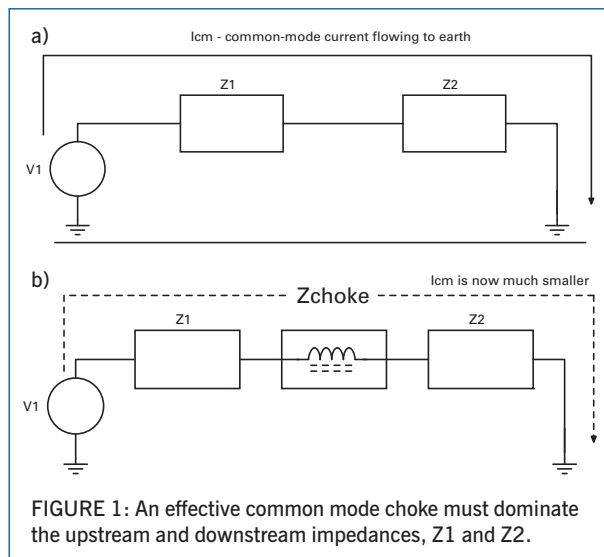 a)
Icm - common-mode current flowing to earth
Z1
Z2
V1
b)
Icm is now much smaller
Zchoke
Z1
Z2
V1
FIGURE 1: An effective common mode choke must dominate
the upstream and downstream impedances, Z1 and Z2.